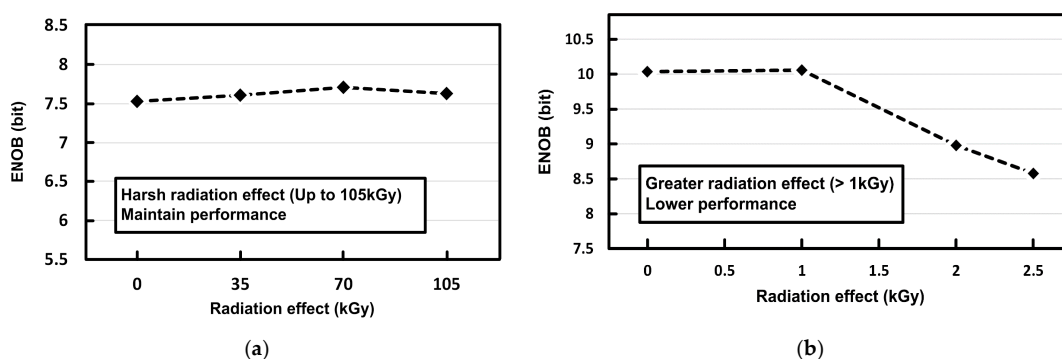 8.5
8
7.5
7
6.5
6
5.5
ENOB (bit)
Harsh radiation effect (Up to 105kGy)
Maintain performance
0 35 70 105
Radiation effect (kGy)
(a)
10.5
10
9.5
9
8.5
8
7.5
ENOB (bit)
Greater radiation effect (> 1kGy)
Lower performance
0 0.5 1 1.5 2 2.5
Radiation effect (kGy)
(b)